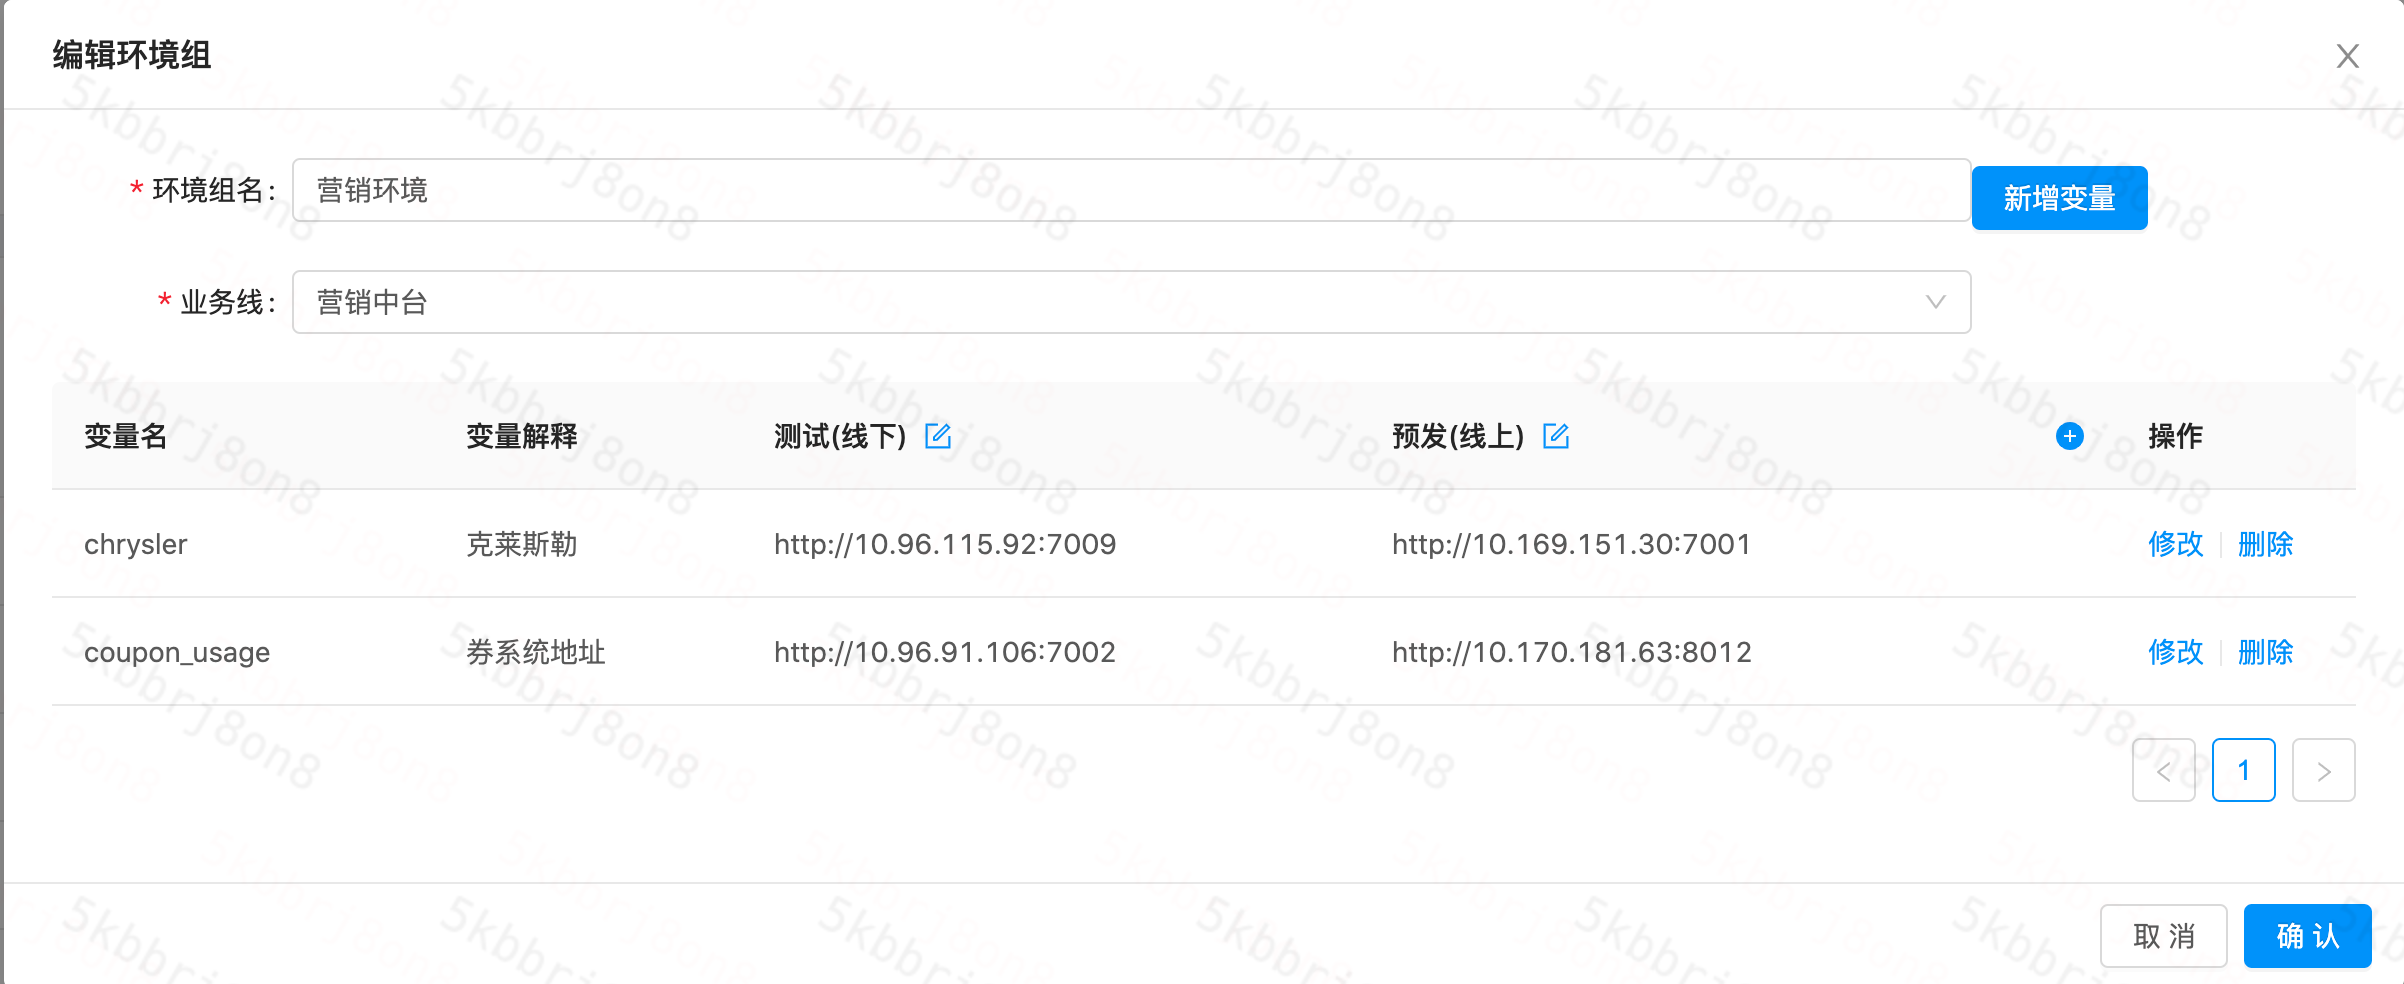 编辑环境组
* 环境组名: 营销环境 新增变量
* 业务线: 营销中台
变量名 变量解释 测试(线下) 预发(线上) 操作
chrysler 克莱斯勒 http://10.96.115.92:7009 http://10.169.151.30:7001 修改 删除
coupon_usage 券系统地址 http://10.96.91.106:7002 http://10.170.181.63:8012 修改 删除
< 1 >
取消 确认
5kbbrj8on8